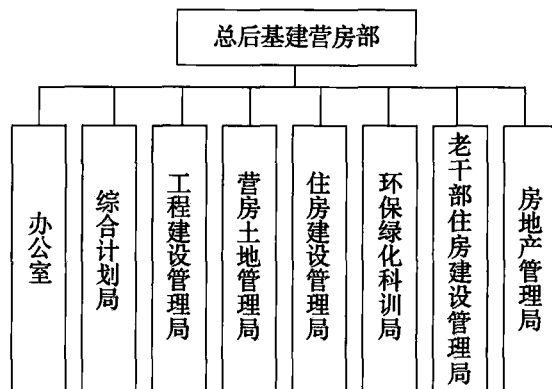 总后基建营房部
办公室
综合计划局
工程建设管理局
营房土地管理局
住房建设管理局
环保绿化科训局
老干部住房建设管理局
房地产管理局